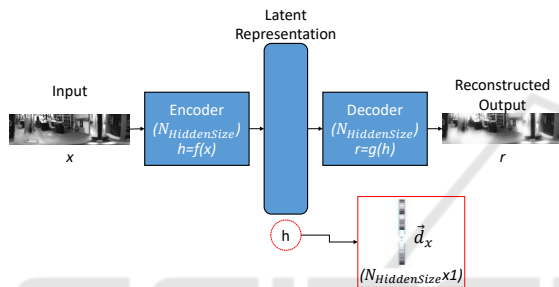 Latent
Representation
Input
x
Encoder
(N_HiddenSize)
h=f(x)
Decoder
(N_HiddenSize)
r=g(h)
Reconstructed
Output
r
h
d⃗_x
(N_HiddenSize x1)